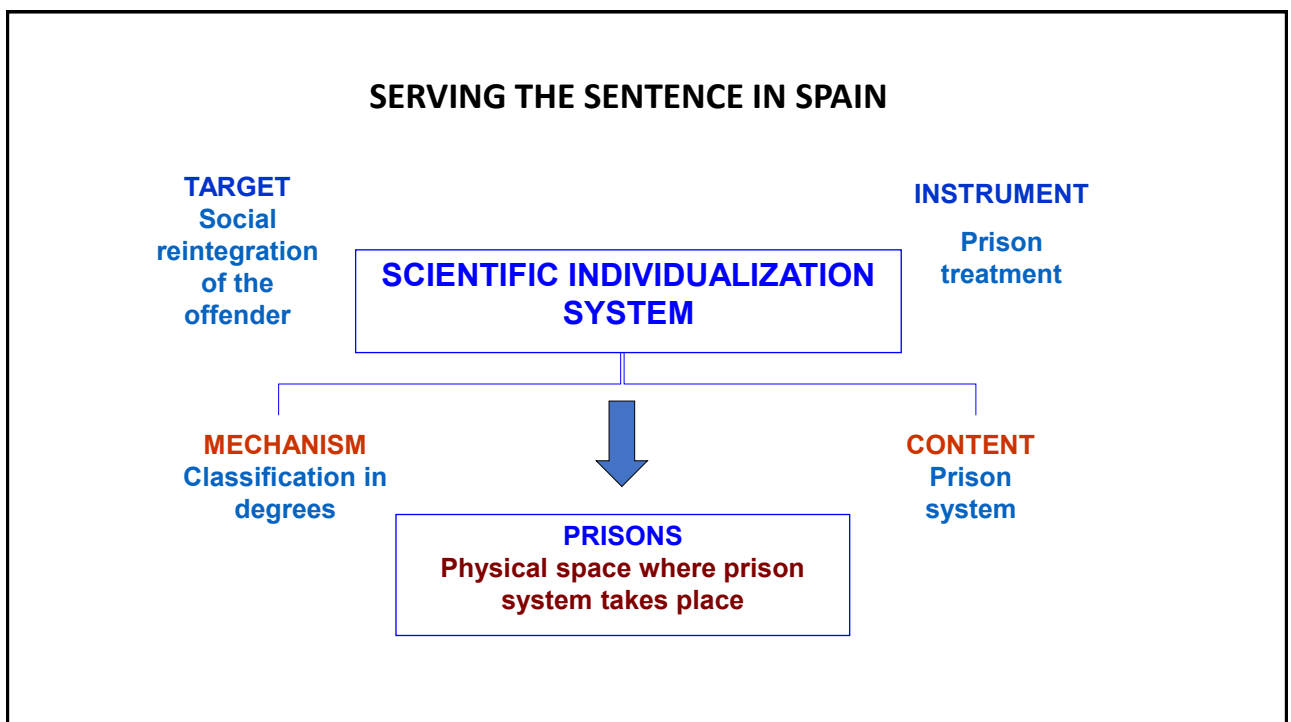 SERVING THE SENTENCE IN SPAIN
TARGET
Social
reintegration
of the
offender
INSTRUMENT
Prison
treatment
SCIENTIFIC INDIVIDUALIZATION
SYSTEM
MECHANISM
Classification in
degrees
CONTENT
Prison
system
PRISONS
Physical space where prison
system takes place